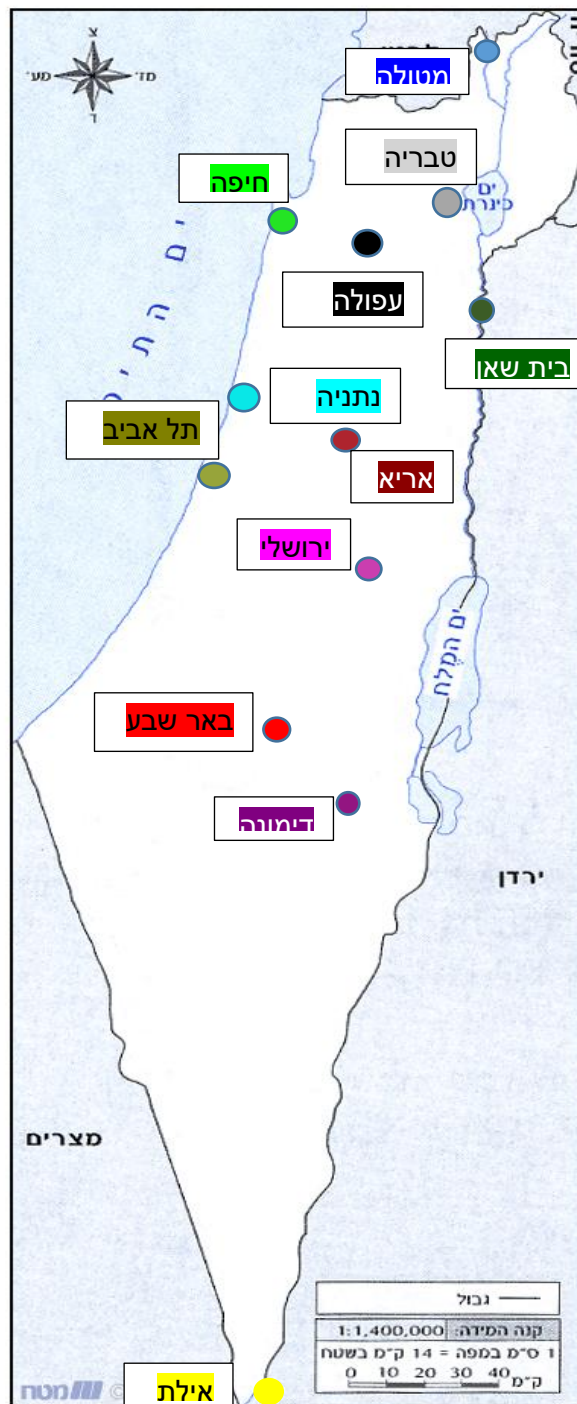 צ
מע' מז'
ד
מטולה
טבריה
חיפה
ים
כינרת
עפולה
ים התי
בית שאן
נתניה
תל אביב
אריא
ירושלי
ים המלח
באר שבע
דימונה
ירדן
מצרים
גבול
קנה המידה: 1:1,400,000
1 ס"מ במפה = 14 ק"מ בשטח
0 10 20 30 40 ק"מ
אילת
© מטח